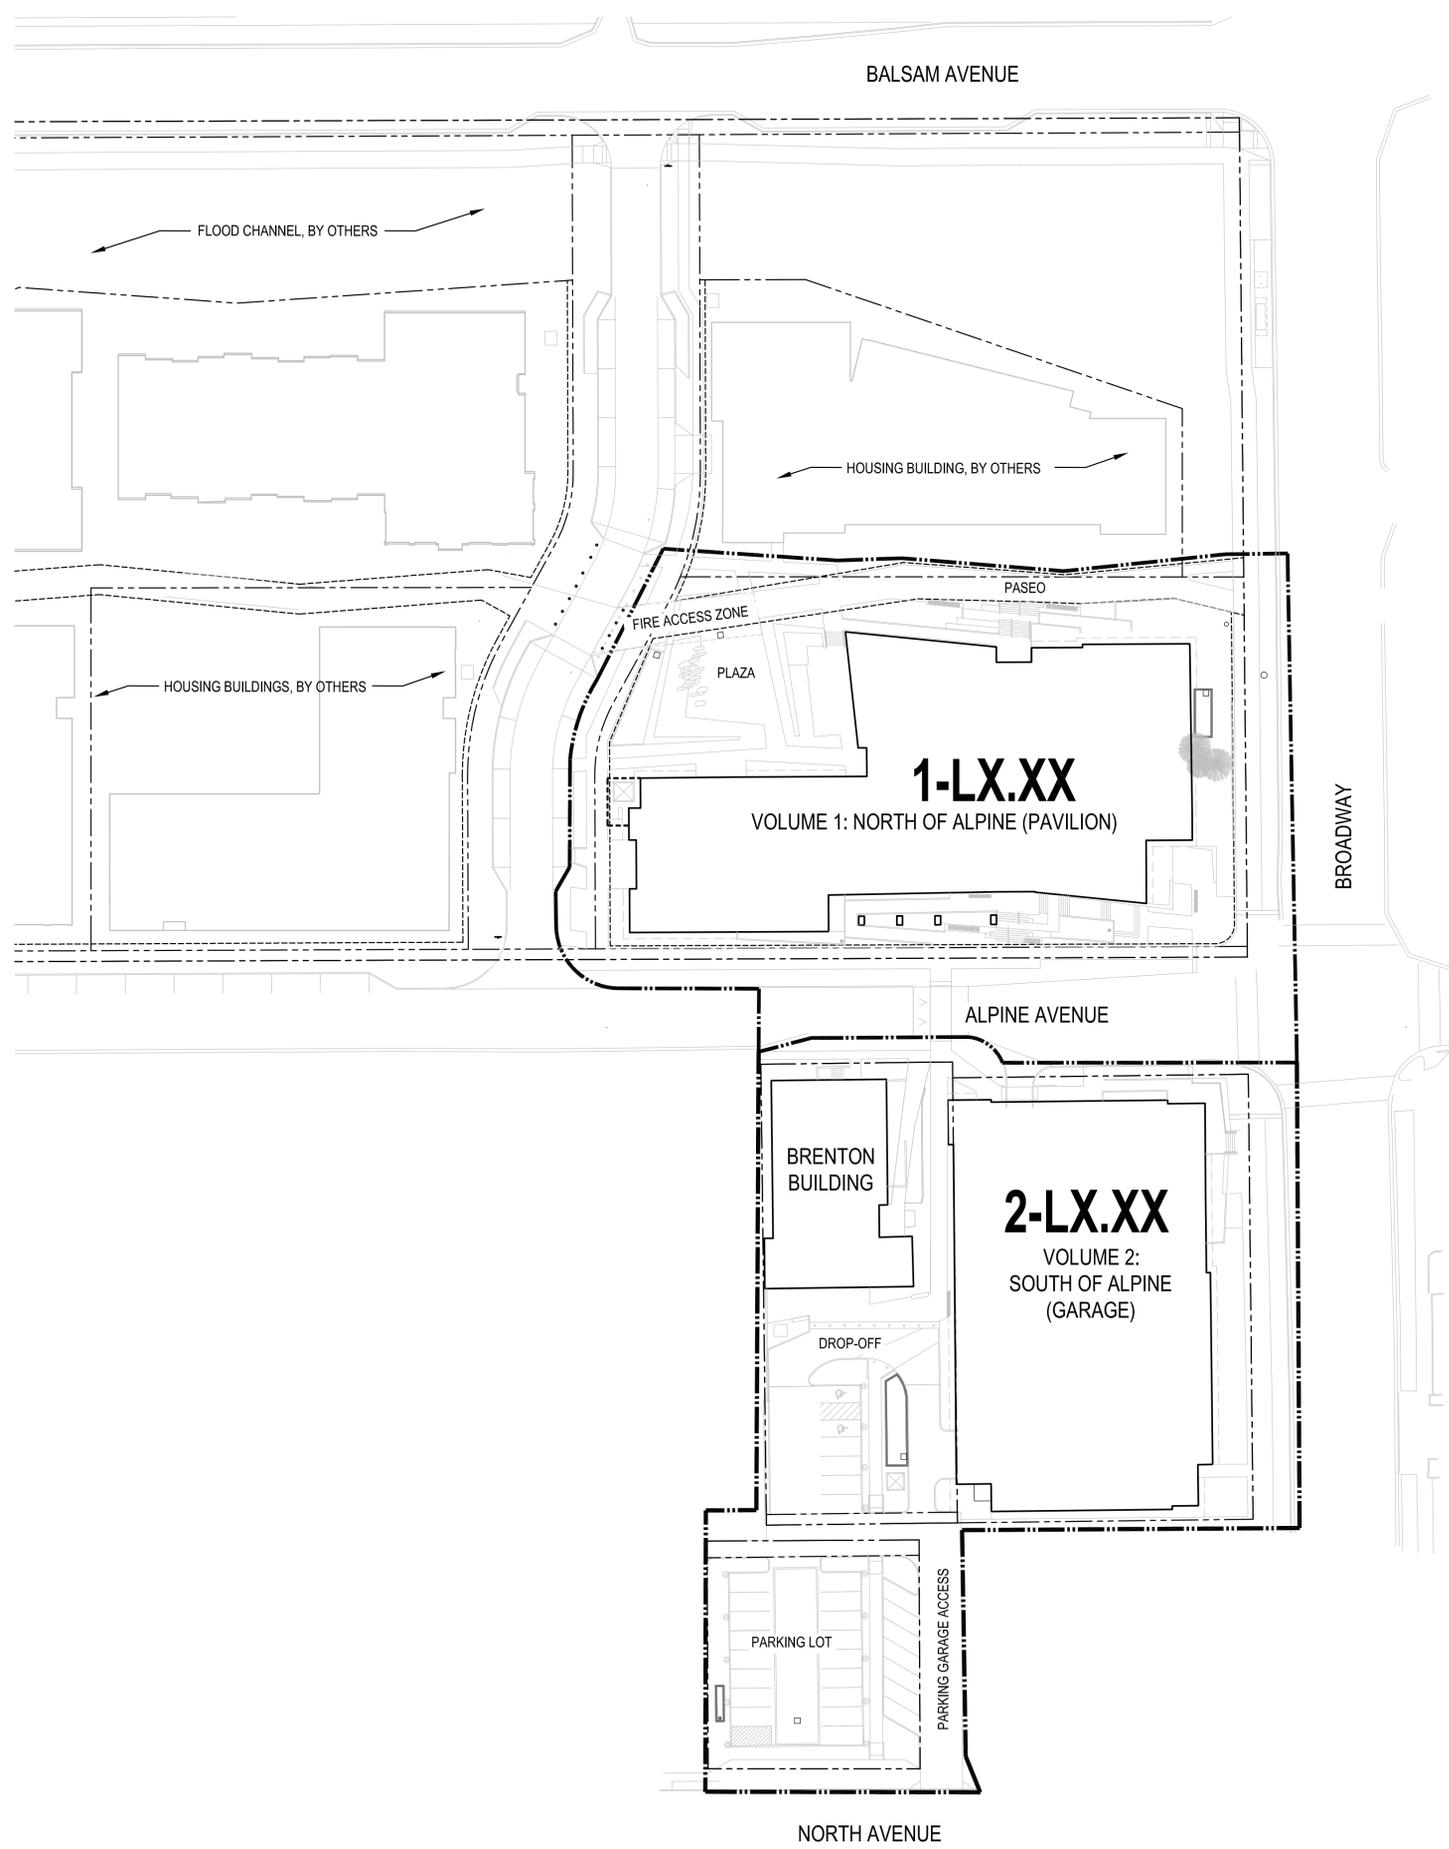 BALSAM AVENUE
FLOOD CHANNEL, BY OTHERS
HOUSING BUILDING, BY OTHERS
PASEO
FIRE ACCESS ZONE
PLAZA
HOUSING BUILDINGS, BY OTHERS
1-LX.XX
VOLUME 1: NORTH OF ALPINE (PAVILION)
BROADWAY
ALPINE AVENUE
BRENTON
BUILDING
2-LX.XX
VOLUME 2:
SOUTH OF ALPINE
(GARAGE)
DROP-OFF
PARKING LOT
PARKING GARAGE ACCESS
NORTH AVENUE